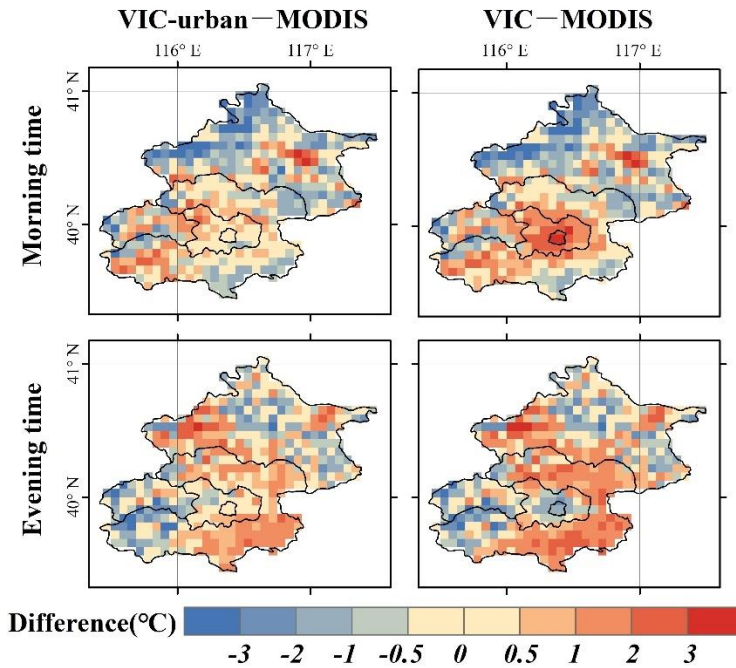 VIC-urban－MODIS
VIC－MODIS
116° E
117° E
116° E
117° E
41° N
40° N
Morning time
41° N
40° N
Evening time
Difference(°C)
-3 -2 -1 -0.5 0 0.5 1 2 3